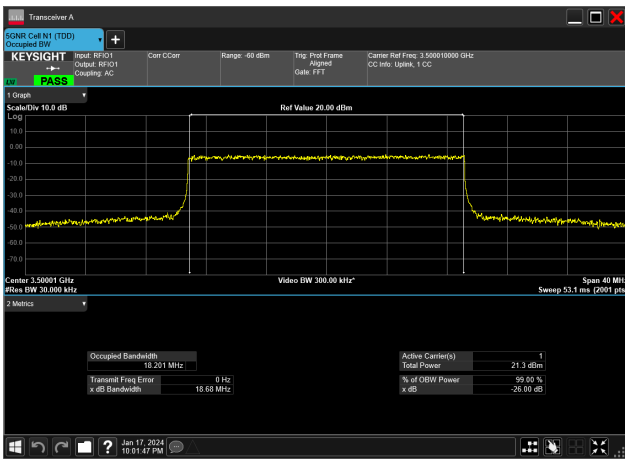 Transceiver A
5GNR Cell N1 (TDD)
Occupied BW
KEYSIGHT
PASS
Input: RFIO1
Output: RFIO1
Coupling: AC
Corr CCorr
Range: -60 dBm
Trig: Prot Frame
Aligned
Gate: FFT
Carrier Ref Freq: 3.500010000 GHz
CC Info: Uplink, 1 CC
1 Graph
Scale/Div 10.0 dB
Ref Value 20.00 dBm
Log
10.0
0.00
-10.0
-20.0
-30.0
-40.0
-50.0
-60.0
-70.0
Center 3.50001 GHz
Video BW 300.00 kHz*
Span 40 MHz
#Res BW 30.000 kHz
Sweep 53.1 ms (2001 pts
2 Metrics
Occupied Bandwidth
18.201 MHz
Active Carrier(s) 1
Total Power 21.3 dBm
Transmit Freq Error 0 Hz
x dB Bandwidth 18.68 MHz
% of OBW Power 99.00 %
x dB -26.00 dB
?
Jan 17, 2024
10:01:47 PM